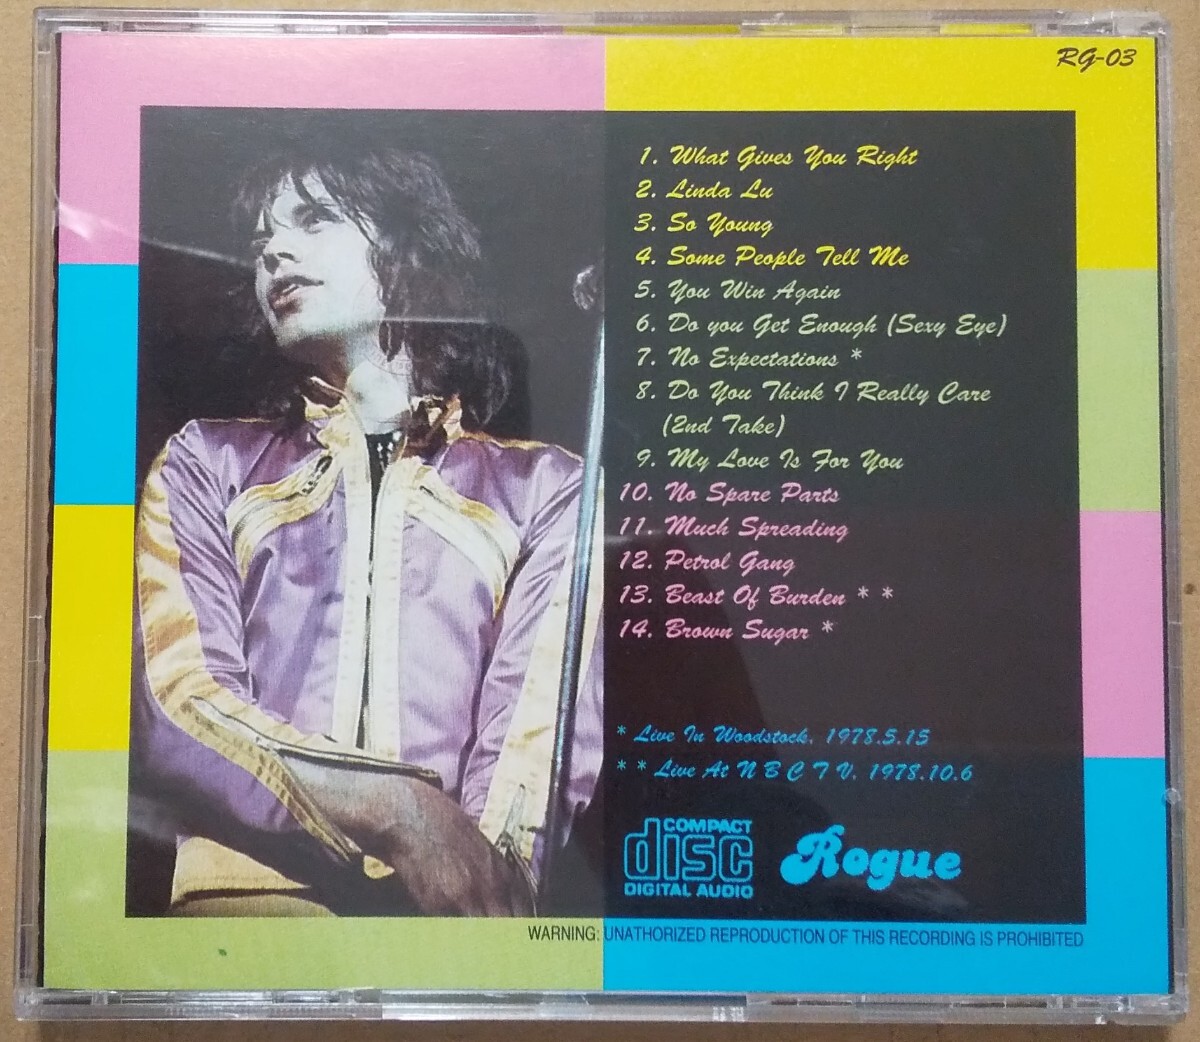 RG-03
1. What Gives You Right
2. Linda Lu
3. So Young
4. Some People Tell Me
5. You Win Again
6. Do you Get Enough (Sexy Eye)
7. No Expectations *
8. Do You Think I Really Care
(2nd Take)
9. My Love Is For You
10. No Spare Parts
11. Much Spreading
12. Petrol Gang
13. Beast Of Burden * *
14. Brown Sugar *
* Live In Woodstock, 1978.5.15
* * Live At N B C T V, 1978.10.6
COMPACT
disc
DIGITAL AUDIO
Rogue
WARNING: UNATHORIZED REPRODUCTION OF THIS RECORDING IS PROHIBITED